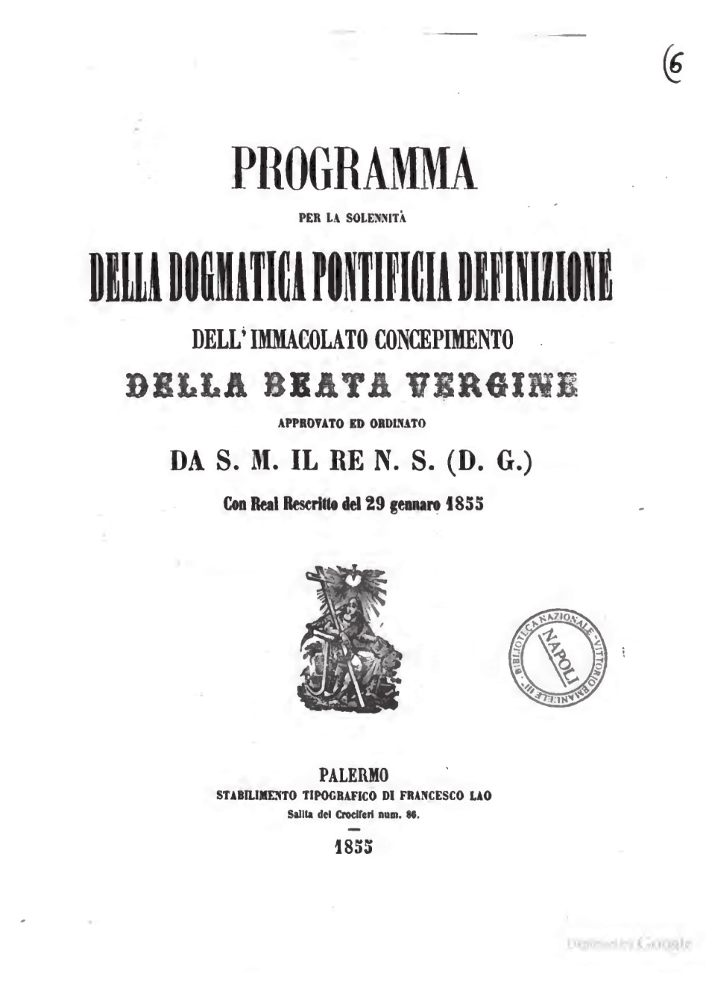 (6
PROGRAMMA
PER LA SOLENNITÀ
DELLA DOGMATICA PONTIFICIA DEFINIZIONE
DELL' IMMACOLATO CONCEPIMENTO
DELLA BEATA VERGINE
APPROVATO ED ORDINATO
DA S. M. IL RE N. S. (D. G.)
Con Real Rescritto del 29 gennaro 1855
BIBLIOTECA NAZIONALE - VITTORIO EMANUELE III -
NAPOLI
PALERMO
STABILIMENTO TIPOGRAFICO DI FRANCESCO LAO
Salita dei Crociferi num. 86.
1855
Digitized by Google